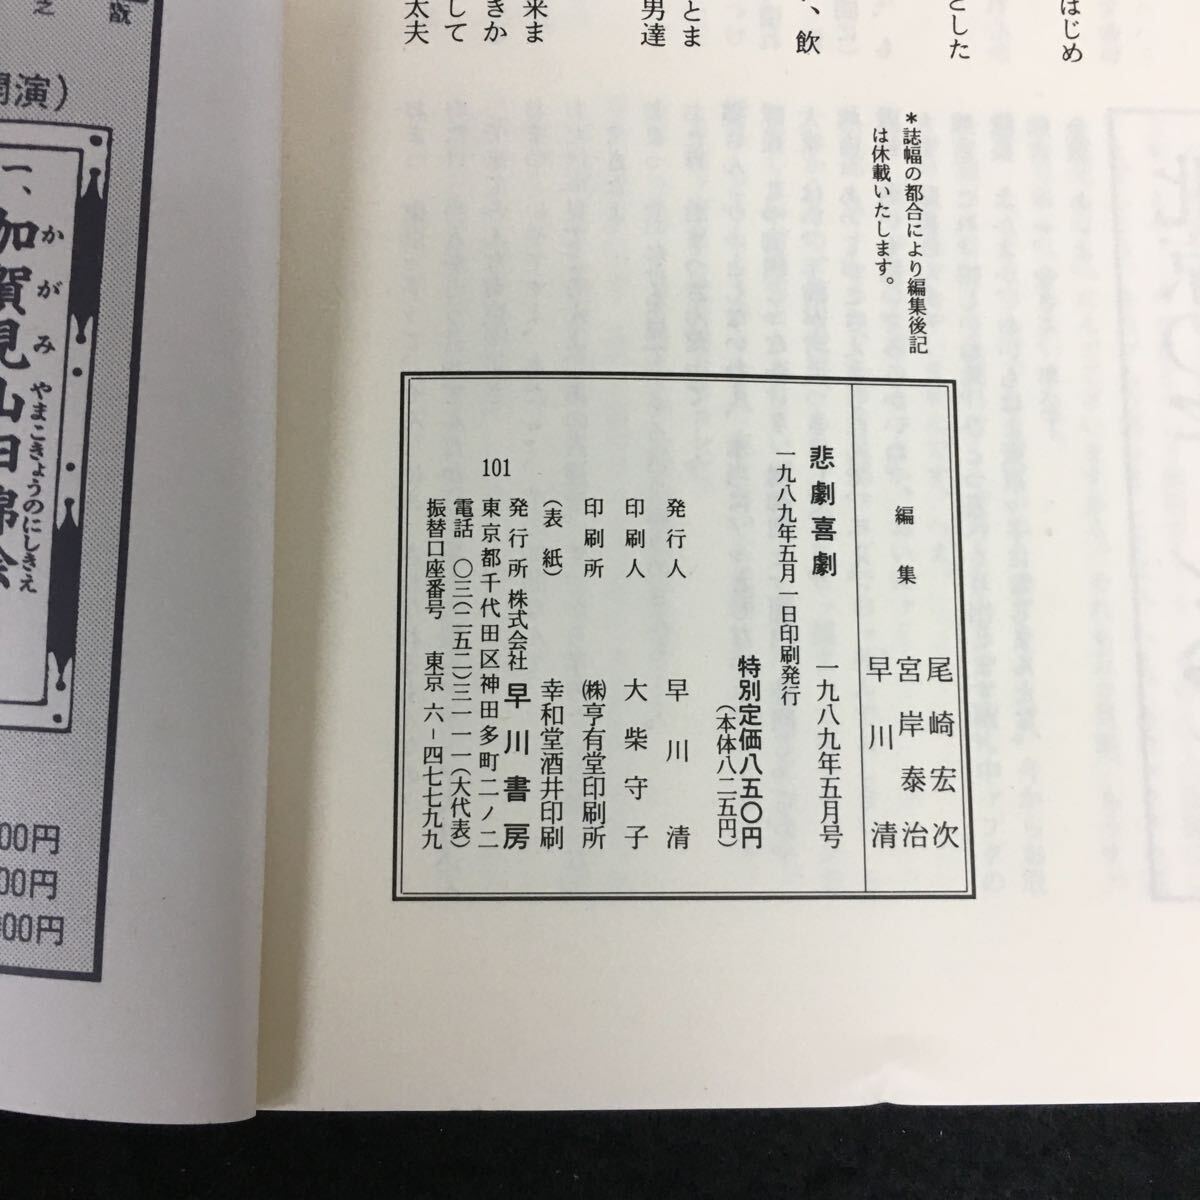 はじめ
とした
、飲
とま
男達
来ま
きか
して
太夫
*誌幅の都合により編集後記
は休載いたします。
編集
尾崎宏次
宮岸泰治
早川清
悲劇喜劇 一九八九年五月号
一九八九年五月一日印刷発行
特別定価八五〇円
(本体八二五円)
発行人 早川清
印刷人 大柴守子
印刷所 ㈱亨有堂印刷所
(表紙) 幸和堂酒井印刷
発行所 株式会社 早川書房
101 東京都千代田区神田多町二ノ二
電話 〇三(二五二)三一一一(大代表)
振替口座番号 東京 六-四七七九九
之
開演)
一、加賀見山旧錦絵
かがみやまこきょうのにしきえ
00円
00円
00円